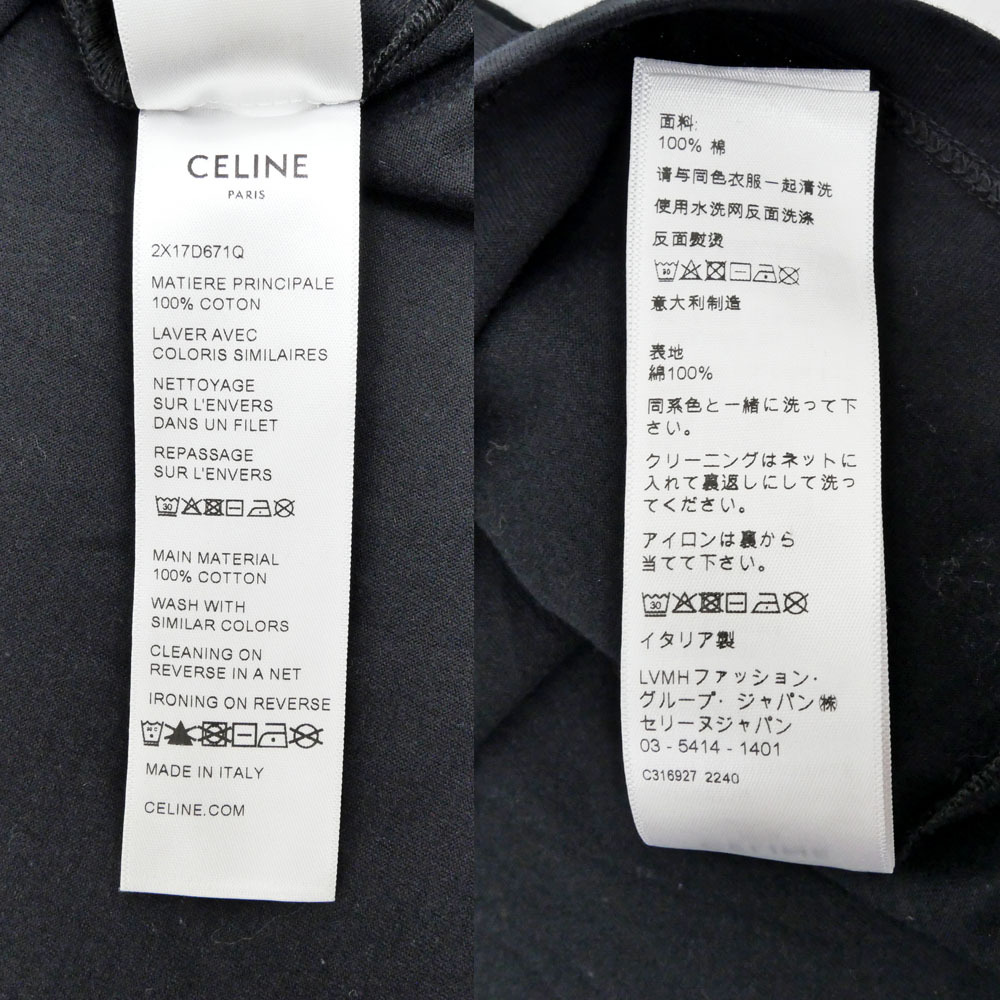 CELINE
PARIS
2X17D671Q
MATIERE PRINCIPALE
100% COTON
LAVER AVEC
COLORIS SIMILAIRES
NETTOYAGE
SUR L'ENVERS
DANS UN FILET
REPASSAGE
SUR L'ENVERS
30
MAIN MATERIAL
100% COTTON
WASH WITH
SIMILAR COLORS
CLEANING ON
REVERSE IN A NET
IRONING ON REVERSE
MADE IN ITALY
CELINE.COM
面料:
100% 棉
请与同色衣服一起清洗
使用水洗网反面洗涤
反面熨烫
30
意大利制造
表地
綿100%
同系色と一緒に洗って下
さい。
クリーニングはネットに
入れて裏返しにして洗っ
てください。
アイロンは裏から
当てて下さい。
30
イタリア製
LVMHファッション・
グループ・ジャパン㈱
セリーヌジャパン
03 - 5414 - 1401
C316927 2240